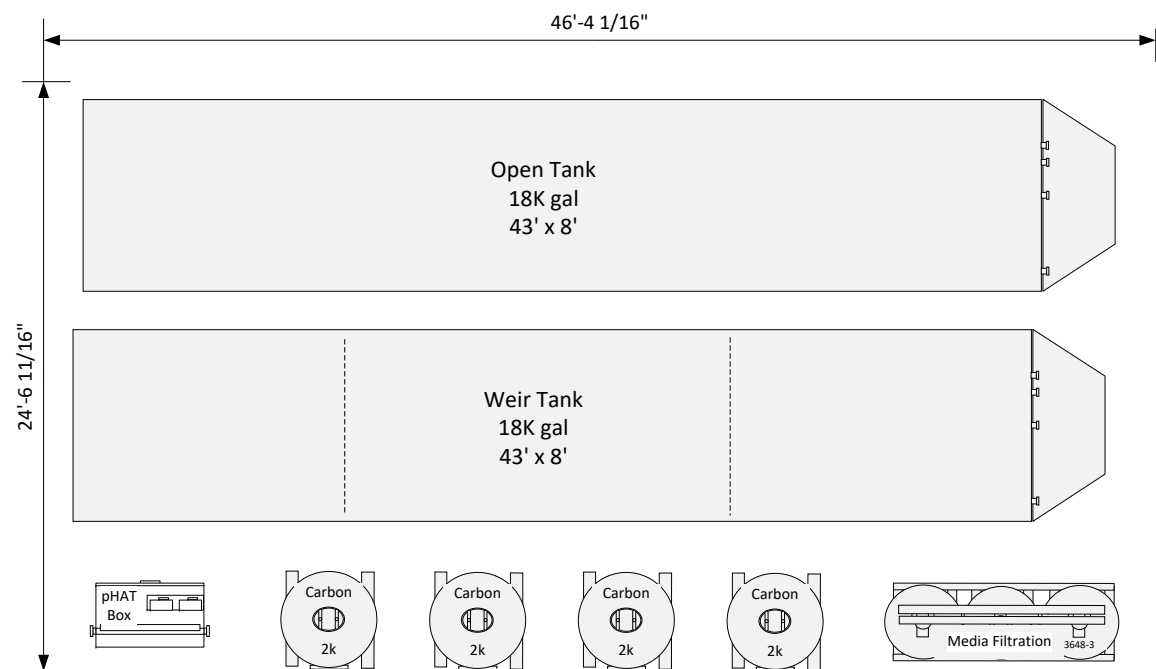 46'-4 1/16"
24'-6 11/16"
Open Tank
18K gal
43' x 8'
Weir Tank
18K gal
43' x 8'
pHAT
Box
Carbon
2k
Carbon
2k
Carbon
2k
Carbon
2k
Media Filtration
3648-3